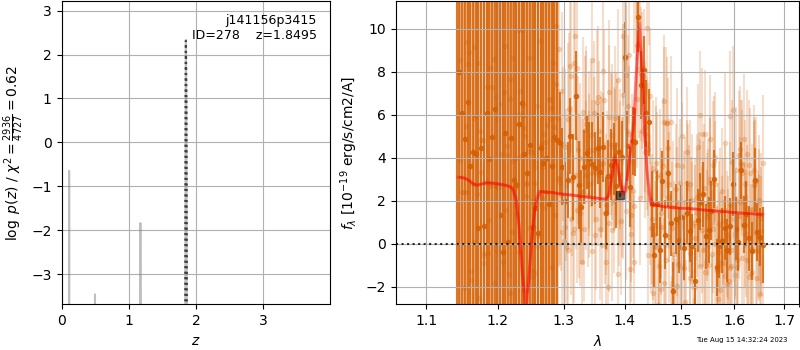 j141156p3415
ID=278 z=1.8495
log p(z) / χ² = 2936/4727 = 0.62
3
2
1
0
−1
−2
−3
0 1 2 3
z
fλ [10⁻¹⁹ erg/s/cm2/A]
10
8
6
4
2
0
−2
1.1 1.2 1.3 1.4 1.5 1.6 1.7
λ
Tue Aug 15 14:32:24 2023